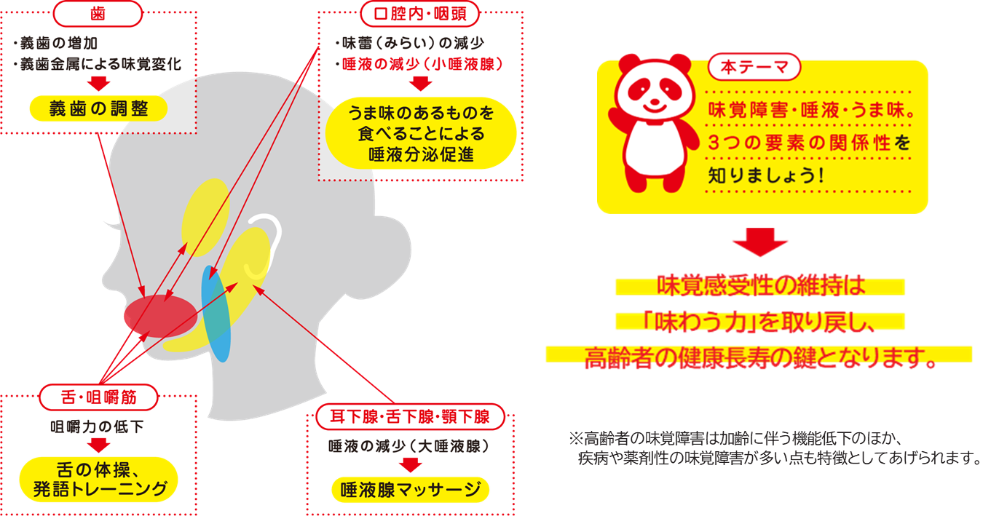 歯
・義歯の増加
・義歯金属による味覚変化
義歯の調整
口腔内・咽頭
・味蕾（みらい）の減少
・唾液の減少（小唾液腺）
うま味のあるものを
食べることによる
唾液分泌促進
舌・咀嚼筋
咀嚼力の低下
舌の体操、
発語トレーニング
耳下腺・舌下腺・顎下腺
唾液の減少（大唾液腺）
唾液腺マッサージ
本テーマ
味覚障害・唾液・うま味。
3つの要素の関係性を
知りましょう！
味覚感受性の維持は
「味わう力」を取り戻し、
高齢者の健康長寿の鍵となります。
※高齢者の味覚障害は加齢に伴う機能低下のほか、
疾病や薬剤性の味覚障害が多い点も特徴としてあげられます。